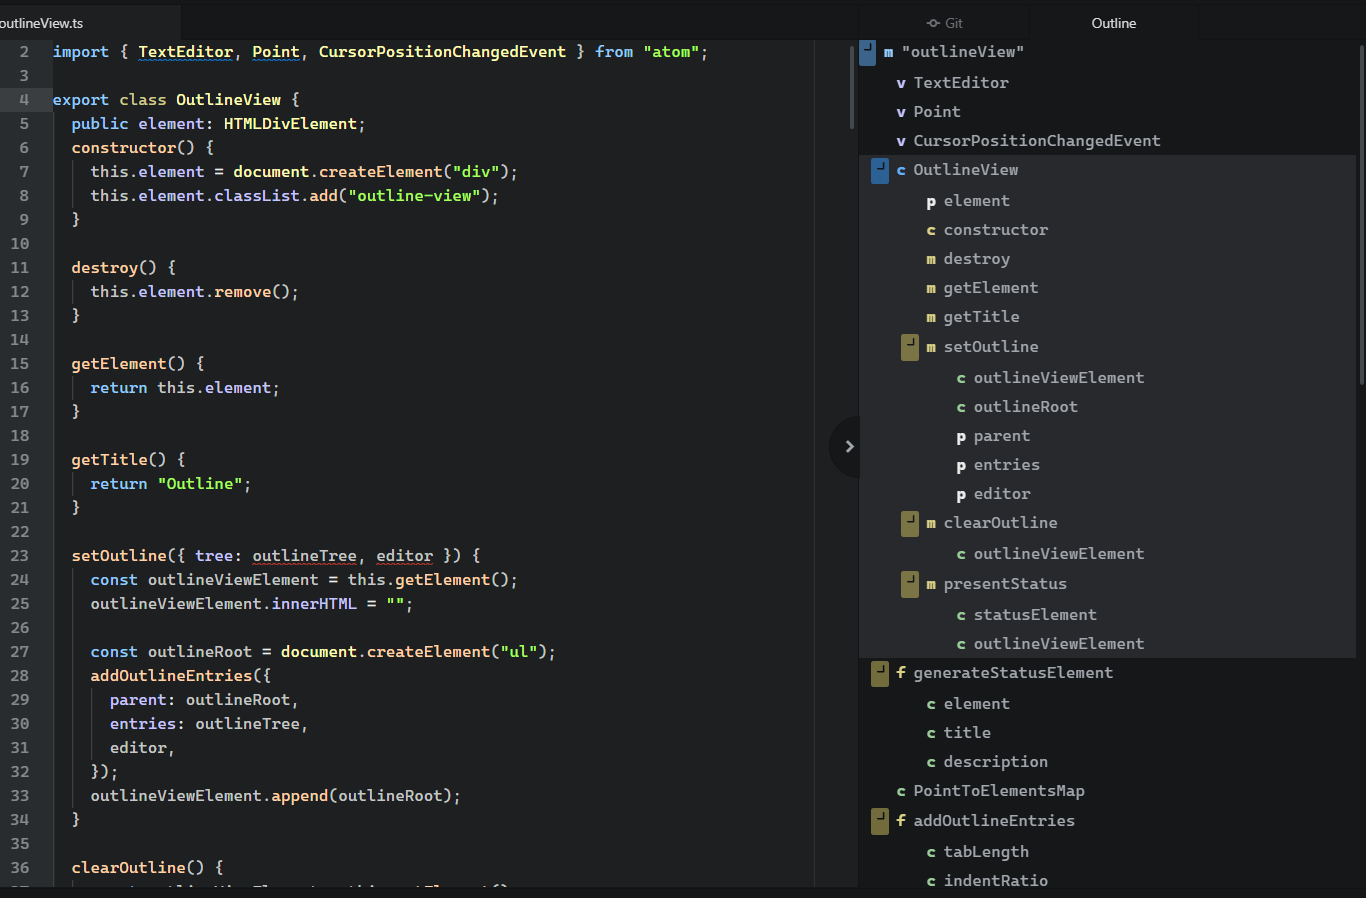 outlineView.ts
2 import { TextEditor, Point, CursorPositionChangedEvent } from "atom";
3
4 export class OutlineView {
5 public element: HTMLDivElement;
6 constructor() {
7 this.element = document.createElement("div");
8 this.element.classList.add("outline-view");
9 }
10
11 destroy() {
12 this.element.remove();
13 }
14
15 getElement() {
16 return this.element;
17 }
18
19 getTitle() {
20 return "Outline";
21 }
22
23 setOutline({ tree: outlineTree, editor }) {
24 const outlineViewElement = this.getElement();
25 outlineViewElement.innerHTML = "";
26
27 const outlineRoot = document.createElement("ul");
28 addOutlineEntries({
29 parent: outlineRoot,
30 entries: outlineTree,
31 editor,
32 });
33 outlineViewElement.append(outlineRoot);
34 }
35
36 clearOutline() {
Git
Outline
m "outlineView"
v TextEditor
v Point
v CursorPositionChangedEvent
c OutlineView
p element
c constructor
m destroy
m getElement
m getTitle
m setOutline
c outlineViewElement
c outlineRoot
p parent
p entries
p editor
m clearOutline
c outlineViewElement
m presentStatus
c statusElement
c outlineViewElement
f generateStatusElement
c element
c title
c description
c PointToElementsMap
f addOutlineEntries
c tabLength
c indentRatio